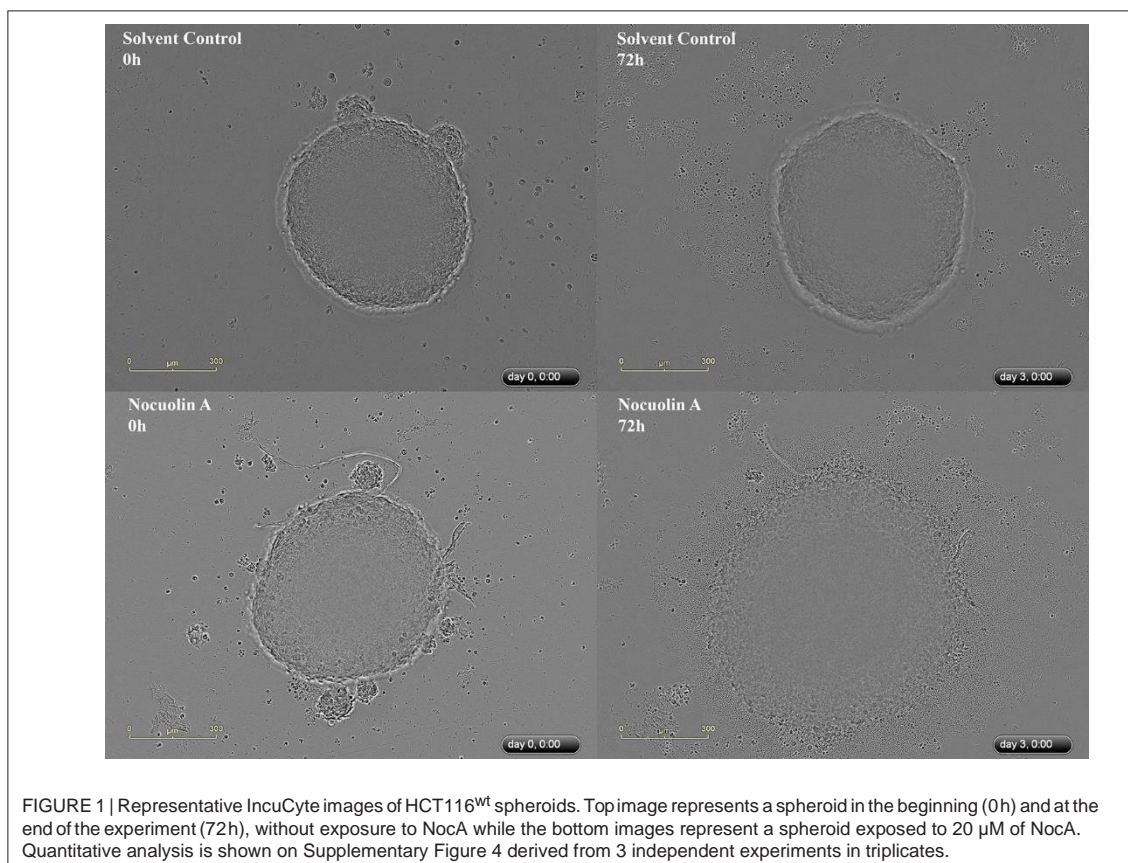 Solvent Control
0h
0 µm 300
day 0, 0:00
Solvent Control
72h
0 µm 300
day 3, 0:00
Nocuolin A
0h
0 µm 300
day 0, 0:00
Nocuolin A
72h
0 µm 300
day 3, 0:00
FIGURE 1 | Representative IncuCyte images of HCT116wt spheroids. Top image represents a spheroid in the beginning (0 h) and at the
end of the experiment (72 h), without exposure to NocA while the bottom images represent a spheroid exposed to 20 µM of NocA.
Quantitative analysis is shown on Supplementary Figure 4 derived from 3 independent experiments in triplicates.